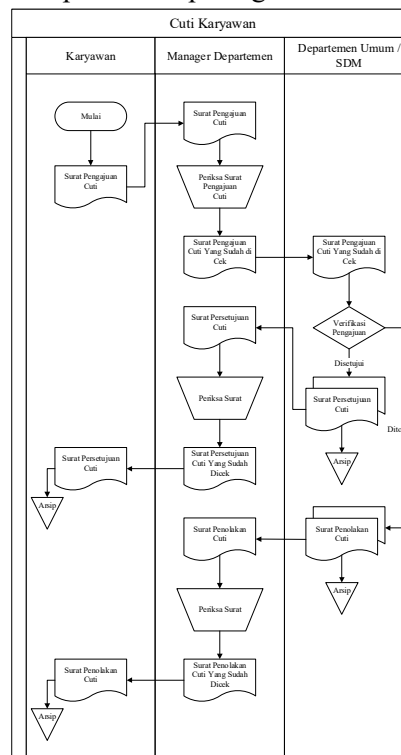 Cuti Karyawan
Karyawan
Manager Departemen
Departemen Umum /
SDM
Mulai
Surat Pengajuan
Cuti
Surat Pengajuan
Cuti
Periksa Surat
Pengajuan
Cuti
Surat Pengajuan
Cuti Yang Sudah di
Cek
Surat Pengajuan
Cuti Yang Sudah di
Cek
Verifikasi
Pengajuan
Disetujui
Surat Persetujuan
Cuti
Arsip
Surat Persetujuan
Cuti
Periksa Surat
Surat Persetujuan
Cuti Yang Sudah
Dicek
Surat Persetujuan
Cuti
Arsip
Surat Penolakan
Cuti
Arsip
Surat Penolakan
Cuti
Periksa Surat
Surat Penolakan
Cuti Yang Sudah
Dicek
Surat Penolakan
Cuti
Arsip